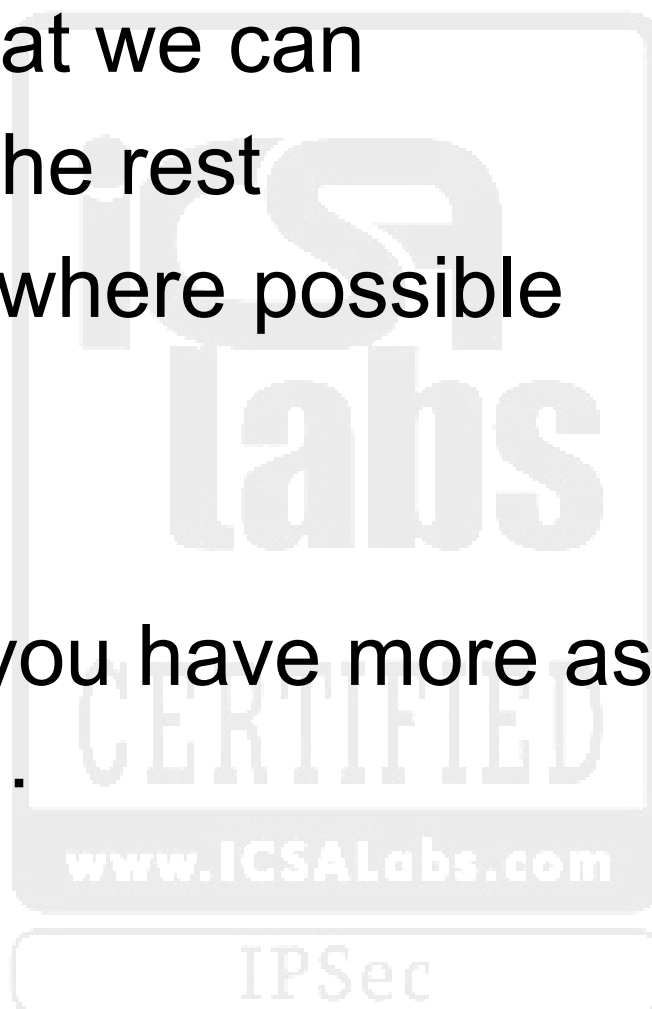 at we can
he rest
where possible
icsa
labs
you have more as
CERTIFIED
.
www.ICSALabs.com
IPSec